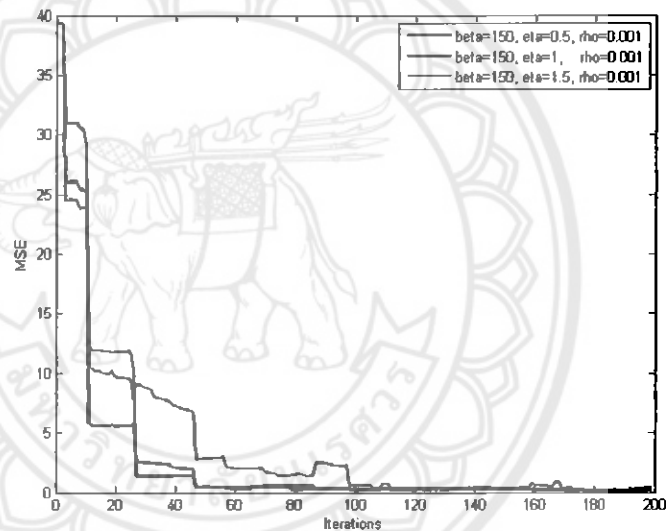 40
35
30
25
20
15
10
5
0
MSE
beta=150, eta=0.5, rho=0.001
beta=150, eta=1, rho=0.001
beta=150, eta=1.5, rho=0.001
0 20 40 60 80 100 120 140 160 180 200
Iterations